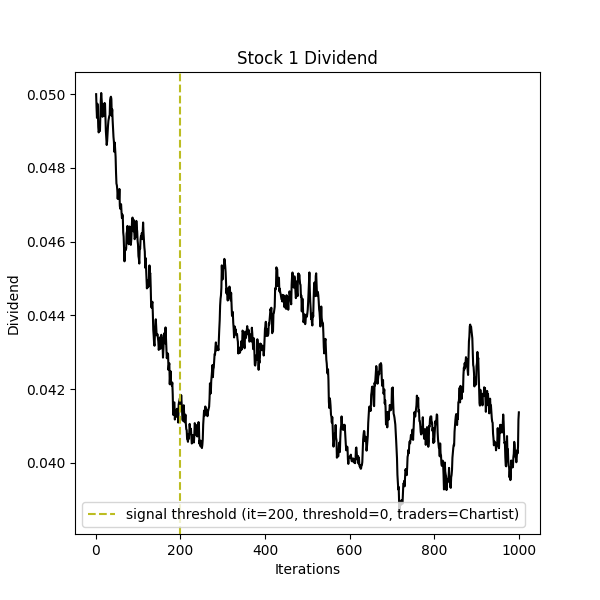 Stock 1 Dividend
0.050
0.048
0.046
0.044
0.042
0.040
Dividend
signal threshold (it=200, threshold=0, traders=Chartist)
0 200 400 600 800 1000
Iterations